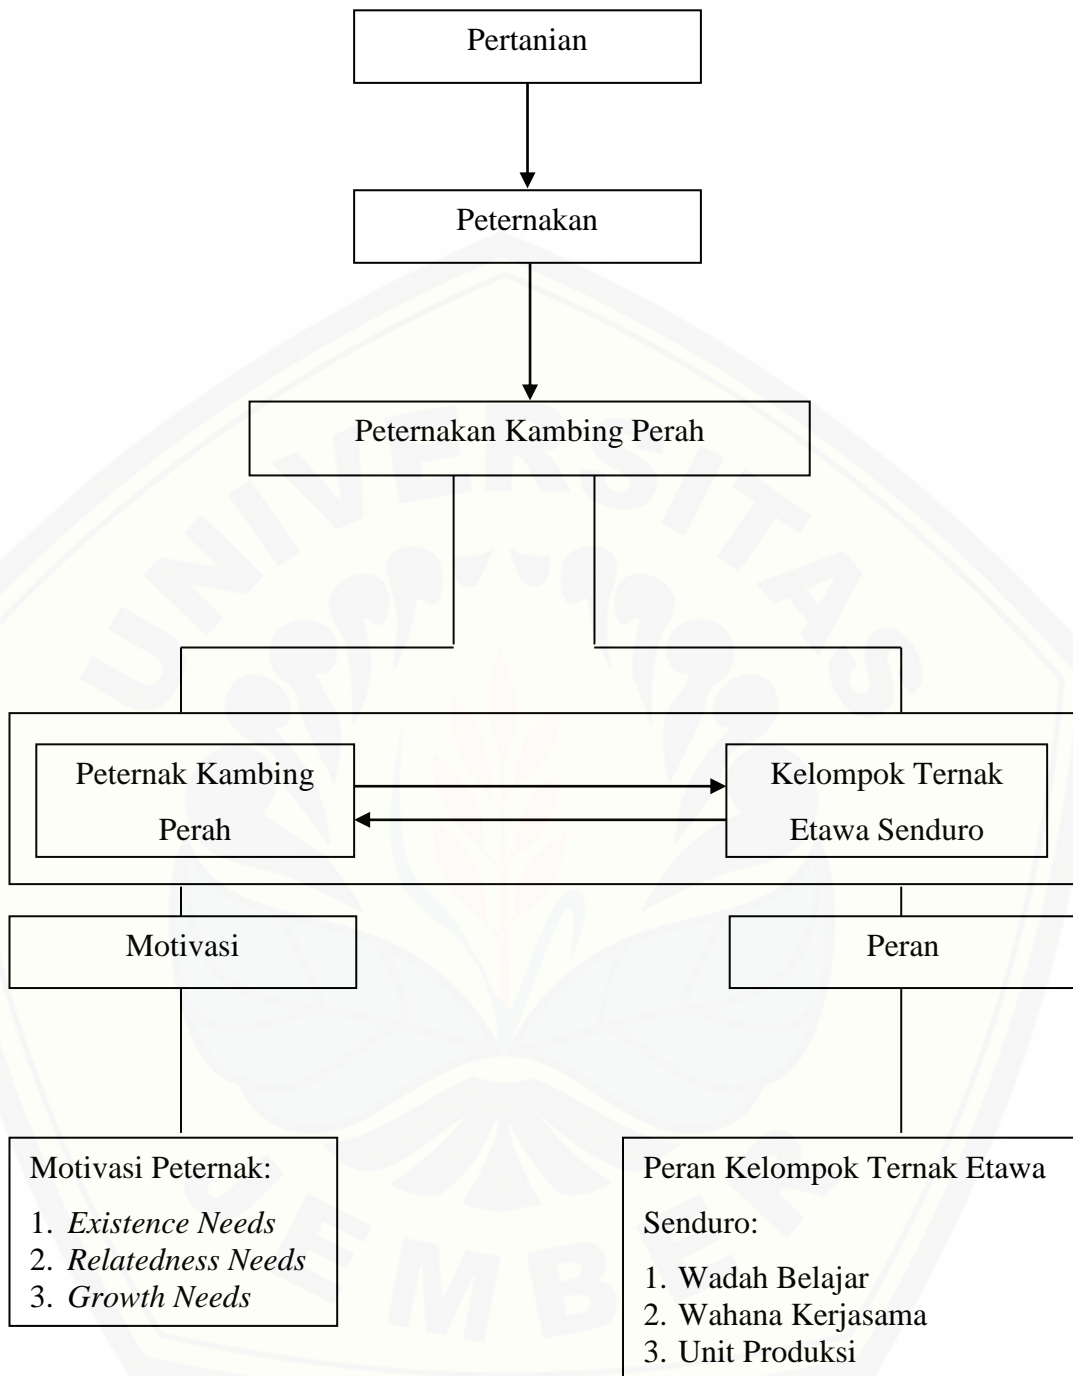 Pertanian
Peternakan
Peternakan Kambing Perah
UNIVERSITAS
Peternak Kambing
Perah
Kelompok Ternak
Etawa Senduro
Motivasi
Peran
Motivasi Peternak:
1. Existence Needs
2. Relatedness Needs
3. Growth Needs
Peran Kelompok Ternak Etawa
Senduro:
1. Wadah Belajar
2. Wahana Kerjasama
3. Unit Produksi
JEMBER